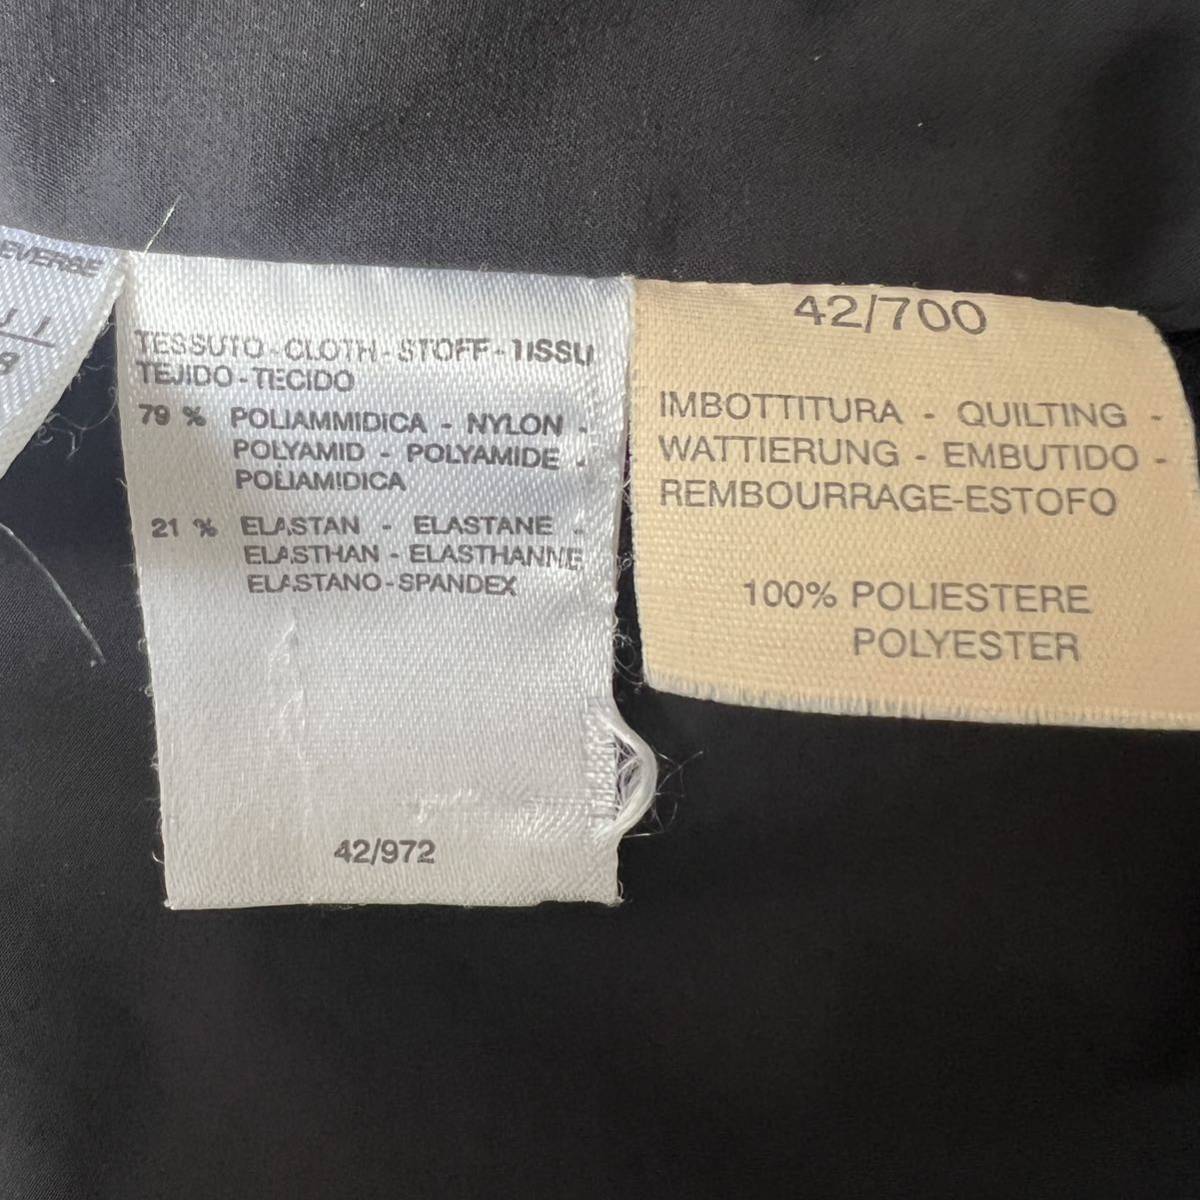 EVERSE
8
TESSUTO - CLOTH - STOFF - TISSU
TEJIDO - TECIDO
79 % POLIAMMIDICA - NYLON -
POLYAMID - POLYAMIDE -
POLIAMIDICA
21 % ELASTAN - ELASTANE -
ELASTHAN - ELASTHANNE
ELASTANO - SPANDEX
42/972
42/700
IMBOTTITURA - QUILTING -
WATTIERUNG - EMBUTIDO -
REMBOURRAGE-ESTOFO
100% POLIESTERE
POLYESTER